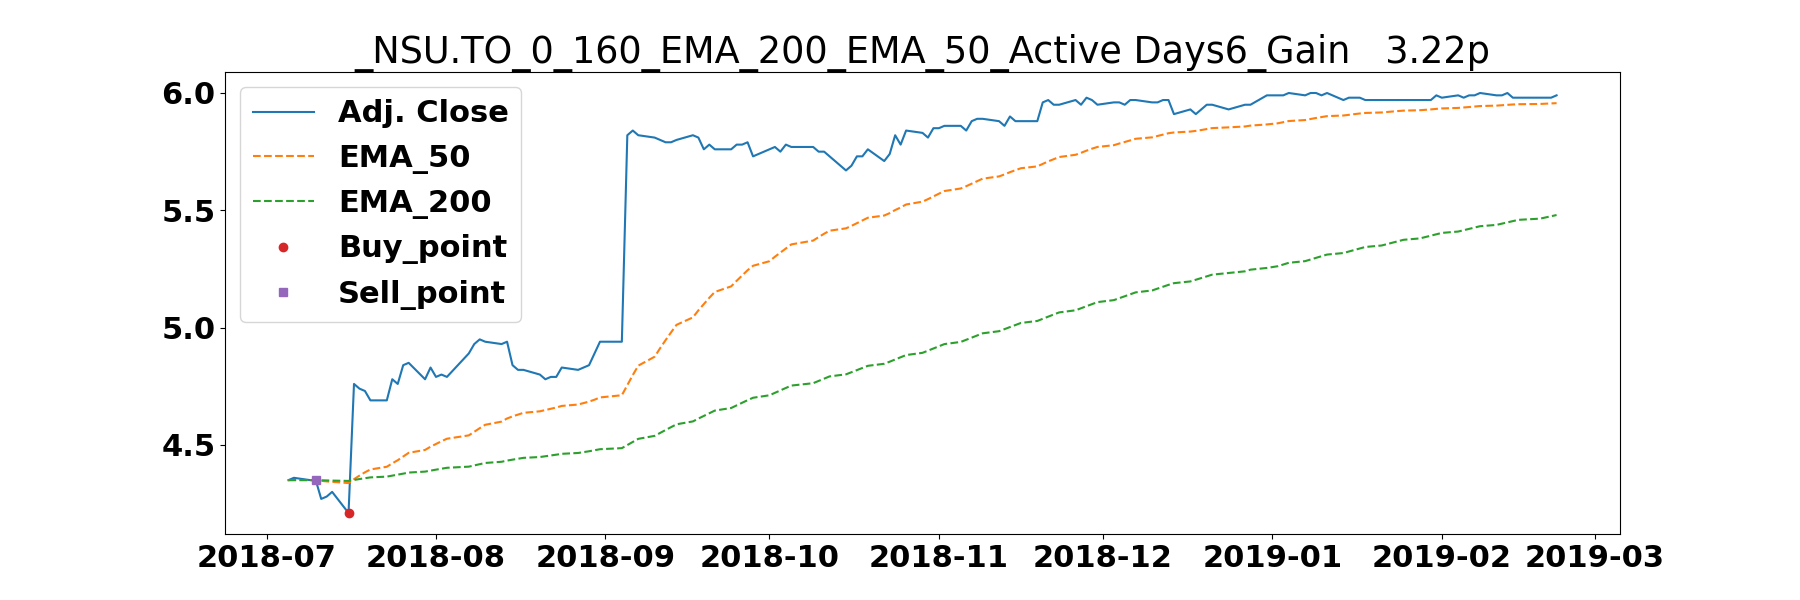 _NSU.TO_0_160_EMA_200_EMA_50_Active Days6_Gain   3.22p
6.0
5.5
5.0
4.5
Adj. Close
EMA_50
EMA_200
Buy_point
Sell_point
2018-07 2018-08 2018-09 2018-10 2018-11 2018-12 2019-01 2019-02 2019-03